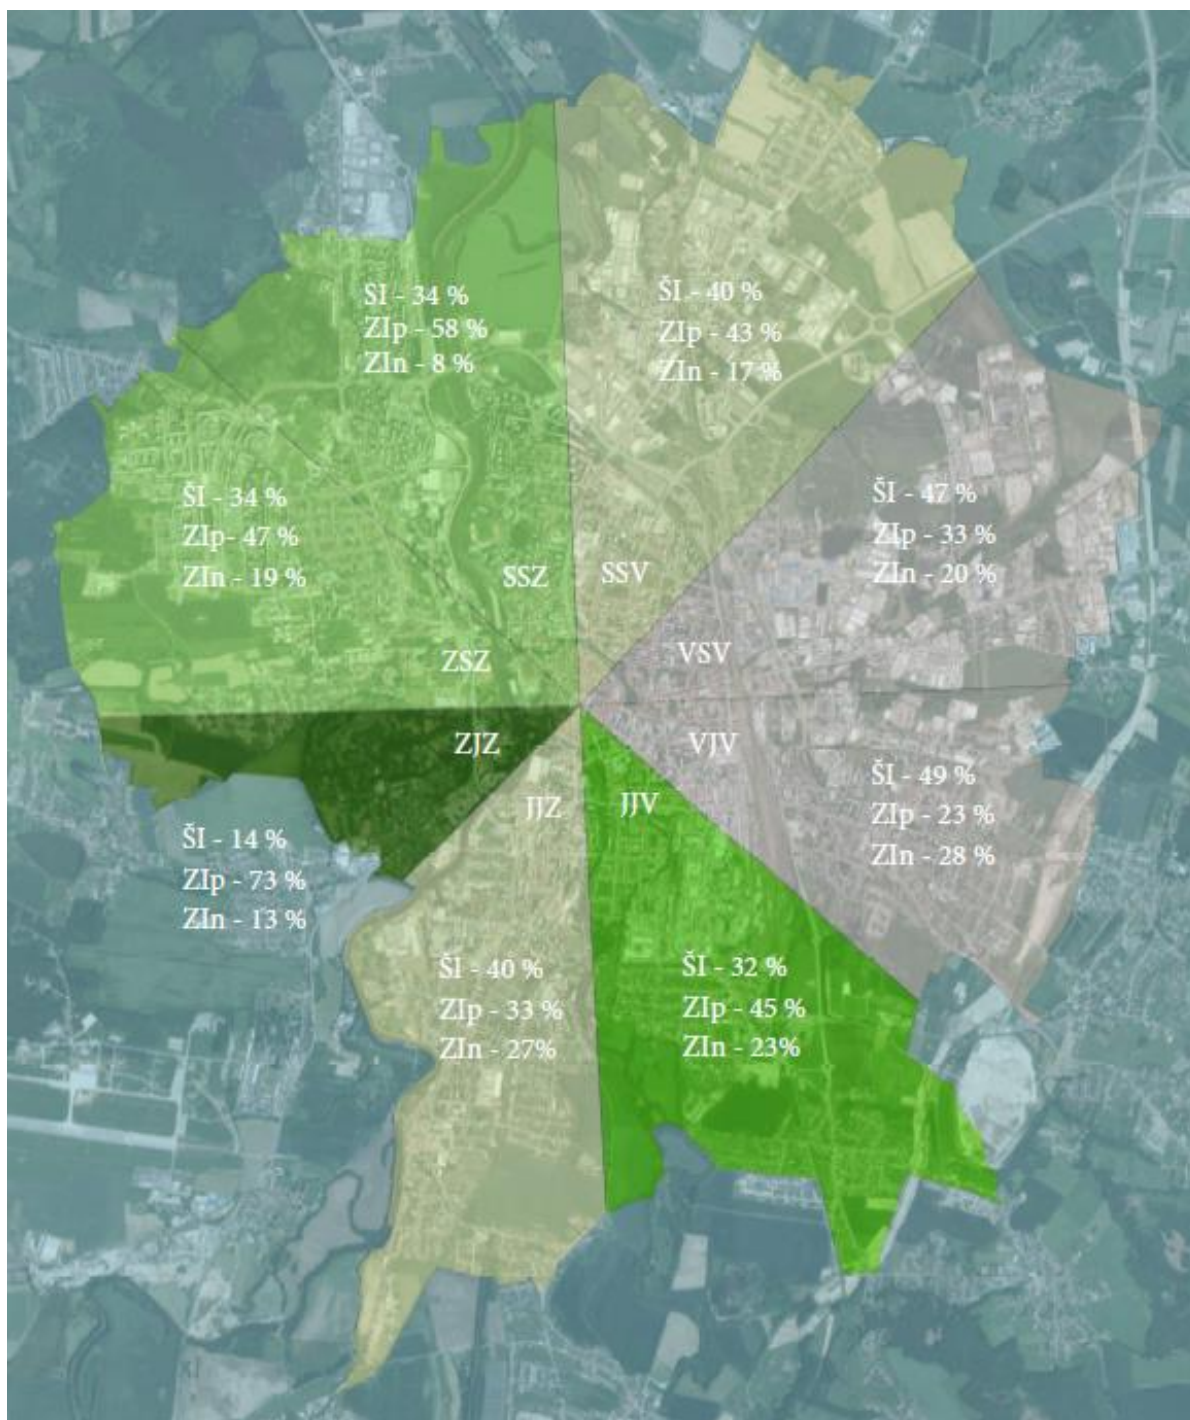 ŠI - 34 %
ZIp - 58 %
ZIn - 8 %
ŠI - 40 %
ZIp - 43 %
ZIn - 17 %
ŠI - 34 %
ZIp- 47 %
ZIn - 19 %
ŠI - 47 %
ZIp - 33 %
ZIn - 20 %
SSZ
SSV
ZSZ
VSV
ZJZ
VJV
JJZ
JJV
ŠI - 49 %
ZIp - 23 %
ZIn - 28 %
ŠI - 14 %
ZIp - 73 %
ZIn - 13 %
ŠI - 40 %
ZIp - 33 %
ZIn - 27%
ŠI - 32 %
ZIp - 45 %
ZIn - 23%